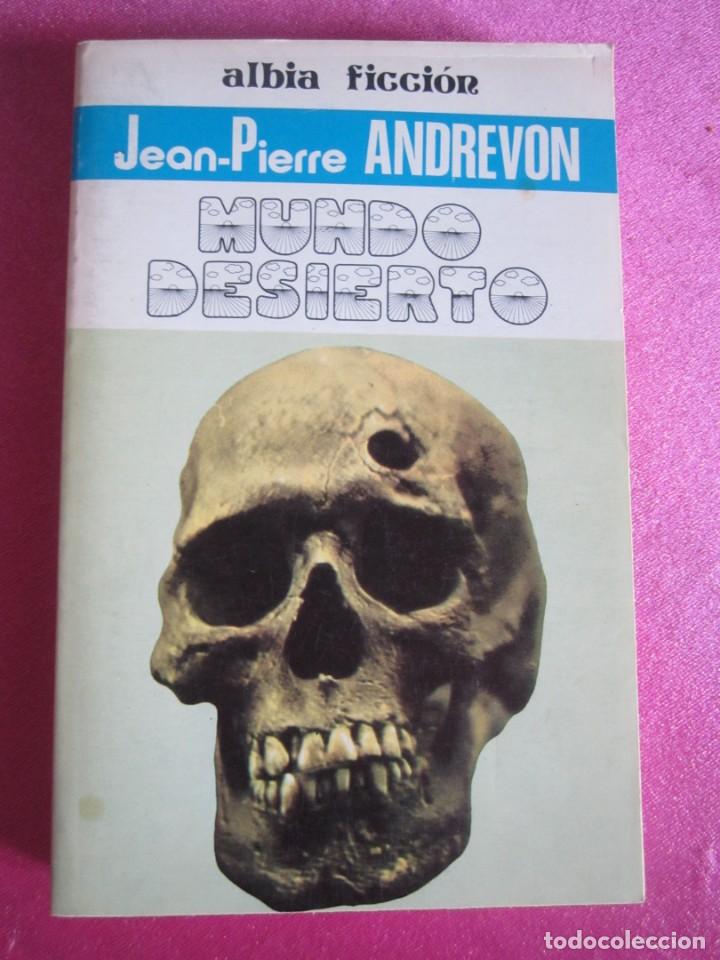 albia ficción
Jean-Pierre ANDREVON
MUNDO
DESIERTO
todocoleccion